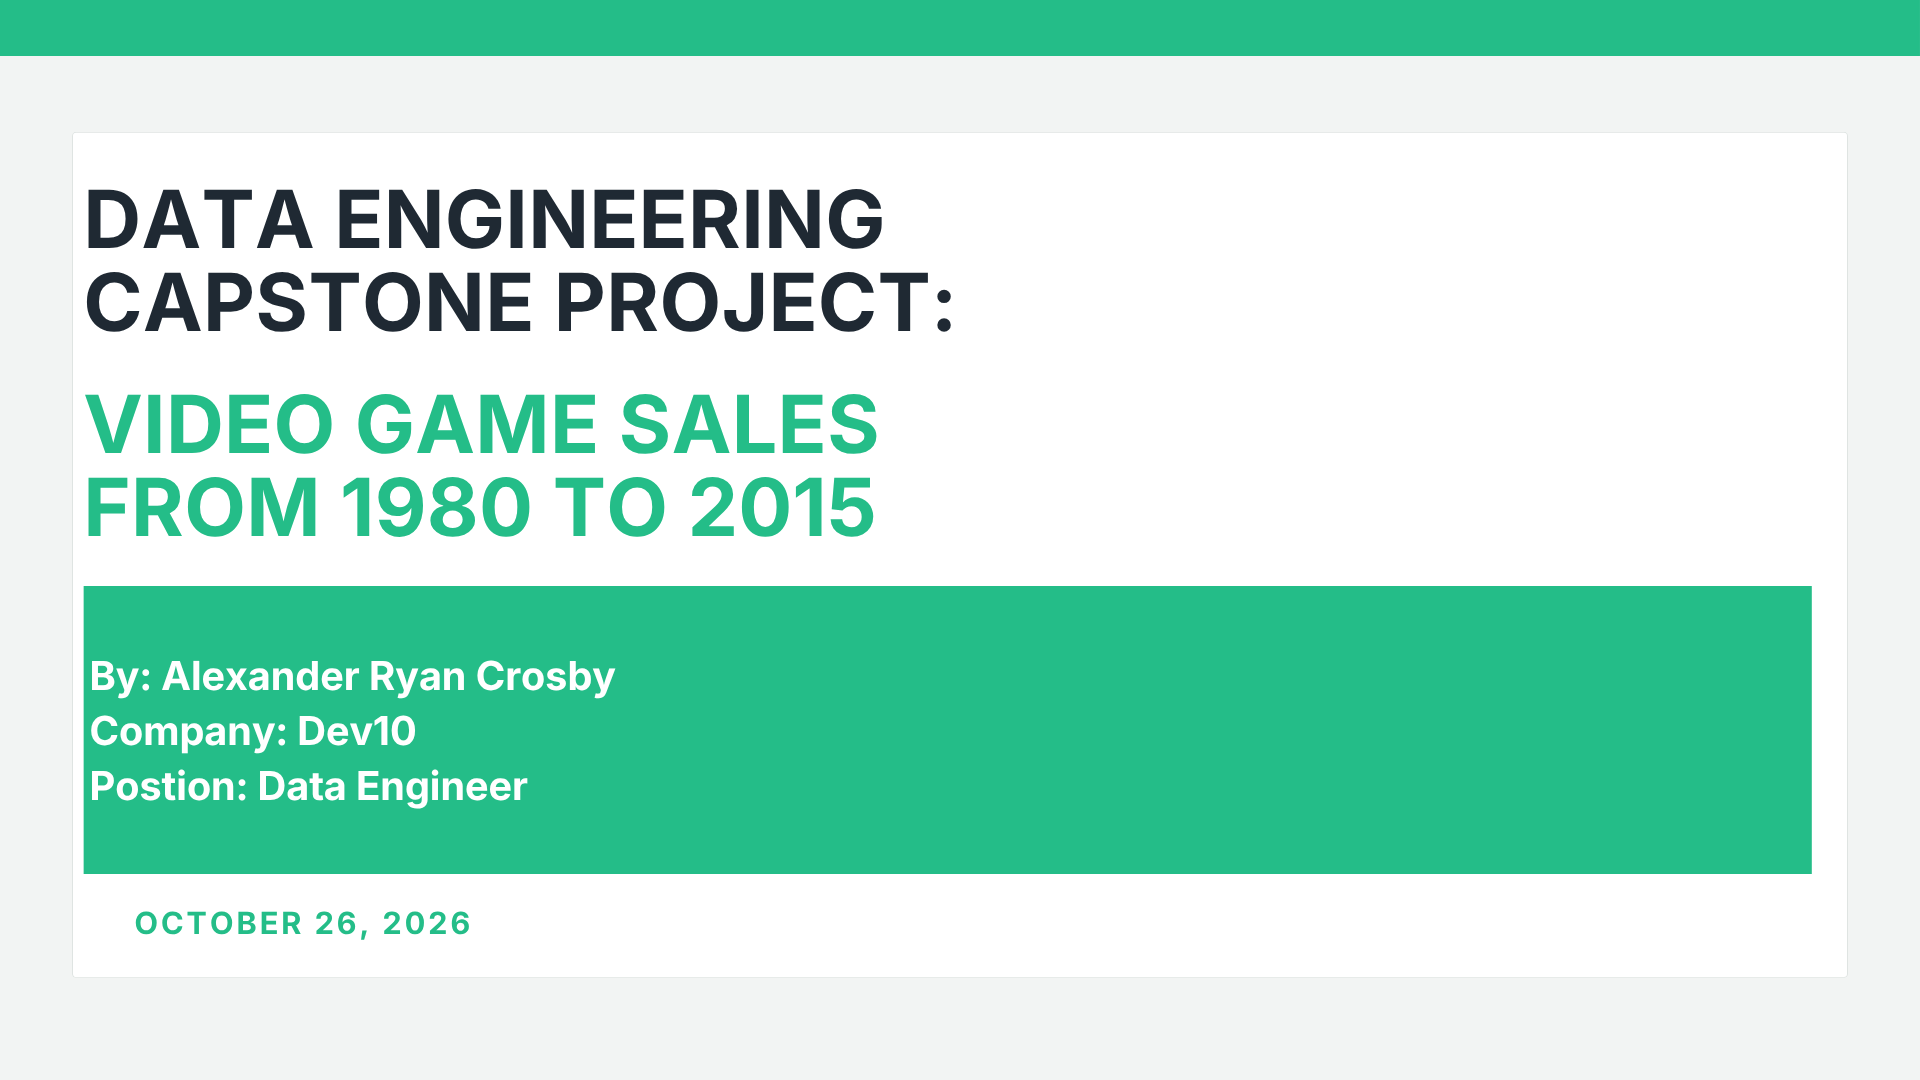 DATA ENGINEERING
CAPSTONE PROJECT:
VIDEO GAME SALES
FROM 1980 TO 2015
By: Alexander Ryan Crosby
Company: Dev10
Postion: Data Engineer
OCTOBER 26, 2026